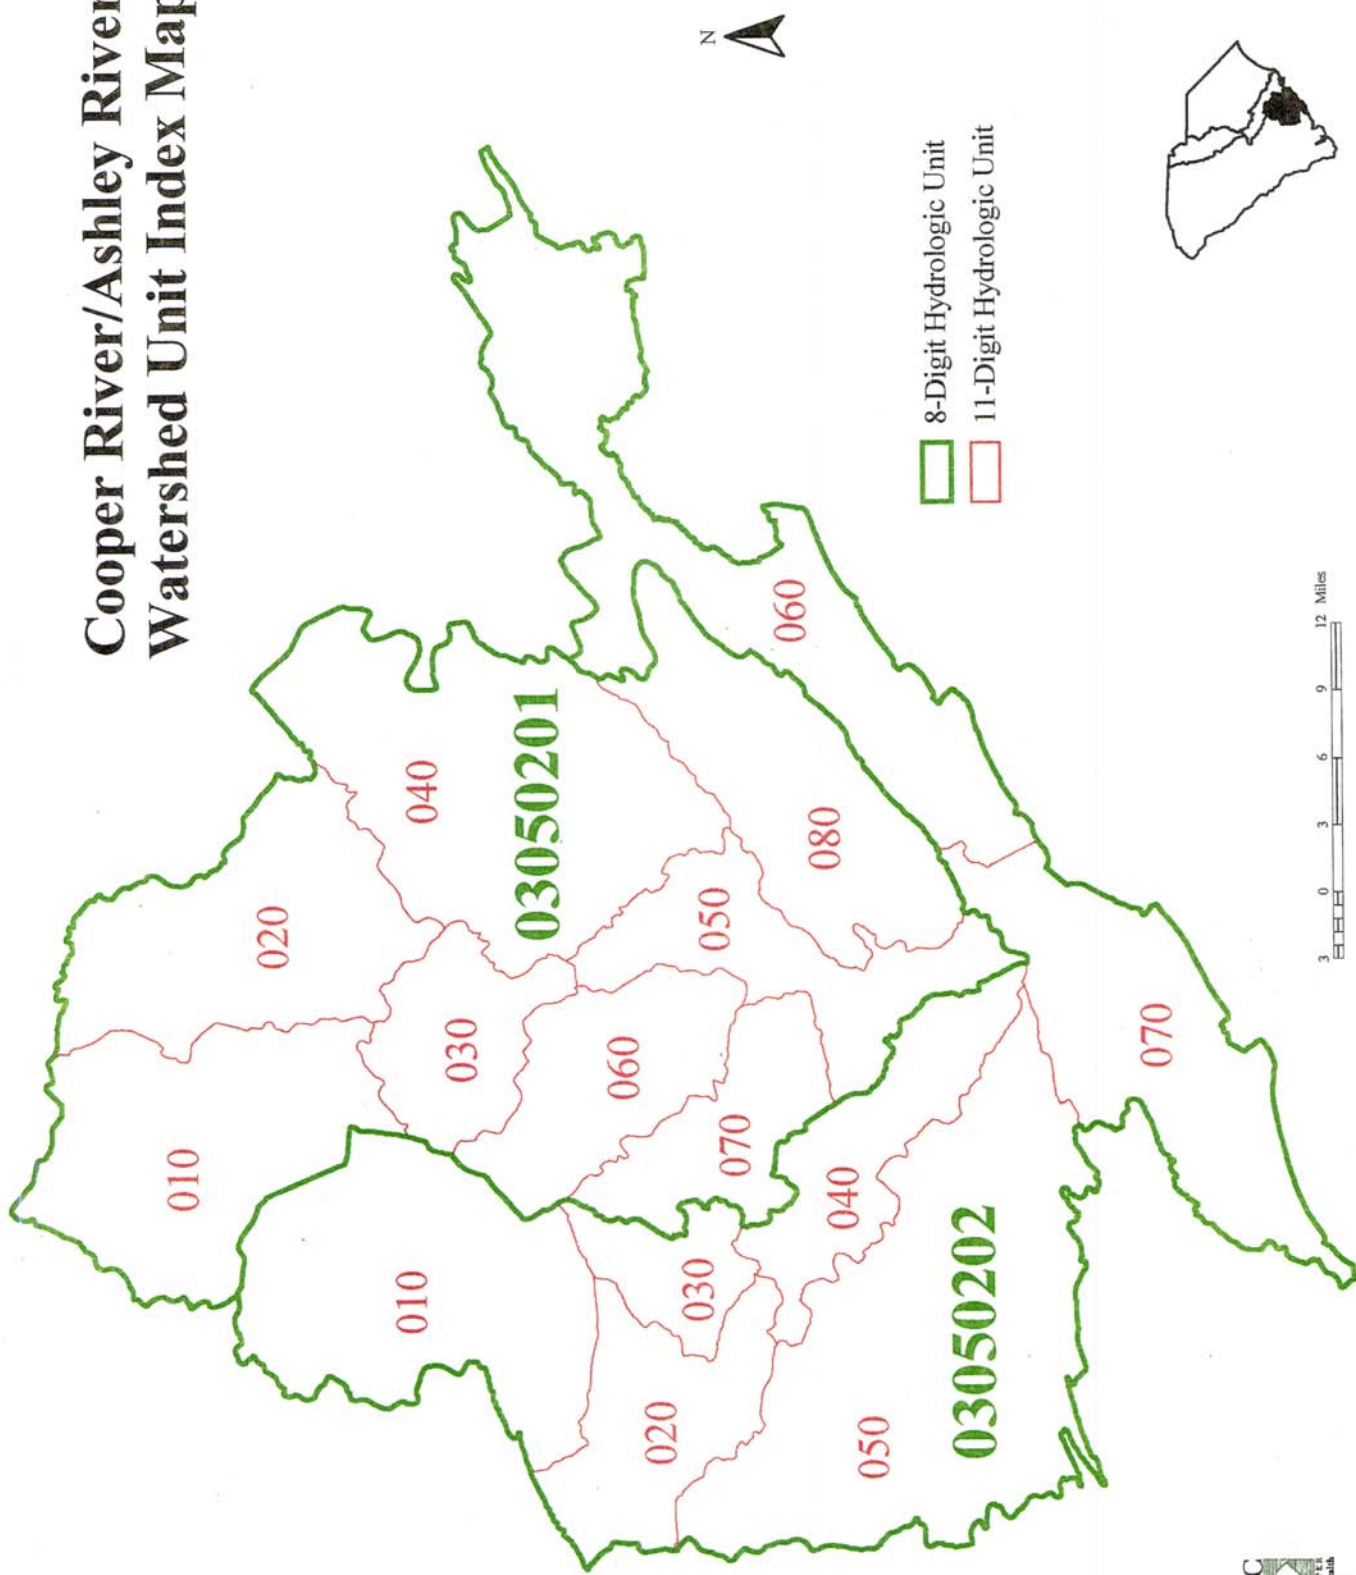 Cooper River/Ashley River
Watershed Unit Index Map
N
8-Digit Hydrologic Unit
11-Digit Hydrologic Unit
010
020
010
030
040
03050201
060
050
020
030
070
080
060
040
050
03050202
070
3 0 3 6 9 12 Miles
C